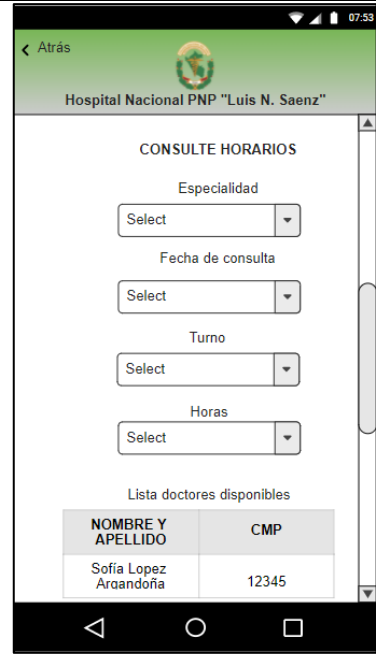 07:53
Atrás
Hospital Nacional PNP "Luis N. Saenz"
CONSULTE HORARIOS
Especialidad
Select
Fecha de consulta
Select
Turno
Select
Horas
Select
Lista doctores disponibles
NOMBRE Y
APELLIDO
CMP
Sofía Lopez
Argandoña
12345